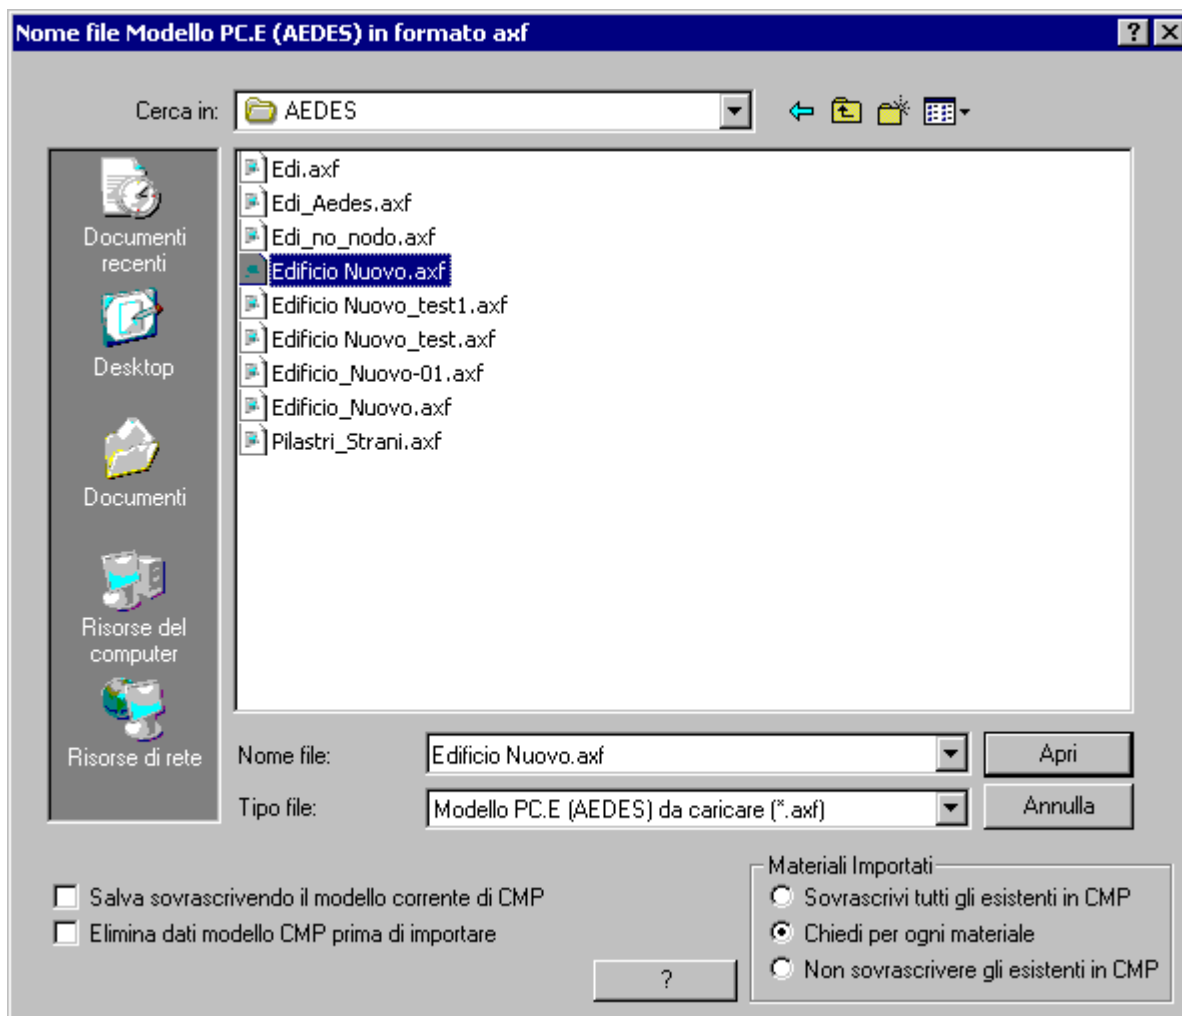 Nome file Modello PC.E (AEDES) in formato axf
Cerca in: AEDES
Edi.axf
Edi_Aedes.axf
Edi_no_nodo.axf
Edificio Nuovo.axf
Edificio Nuovo_test1.axf
Edificio Nuovo_test.axf
Edificio_Nuovo-01.axf
Edificio_Nuovo.axf
Pilastri_Strani.axf
Documenti
recenti
Desktop
Documenti
Risorse del
computer
Risorse di rete
Nome file: Edificio Nuovo.axf Apri
Tipo file: Modello PC.E (AEDES) da caricare (*.axf) Annulla
Salva sovrascrivendo il modello corrente di CMP
Elimina dati modello CMP prima di importare
Materiali Importati
Sovrascrivi tutti gli esistenti in CMP
Chiedi per ogni materiale
Non sovrascrivere gli esistenti in CMP
?